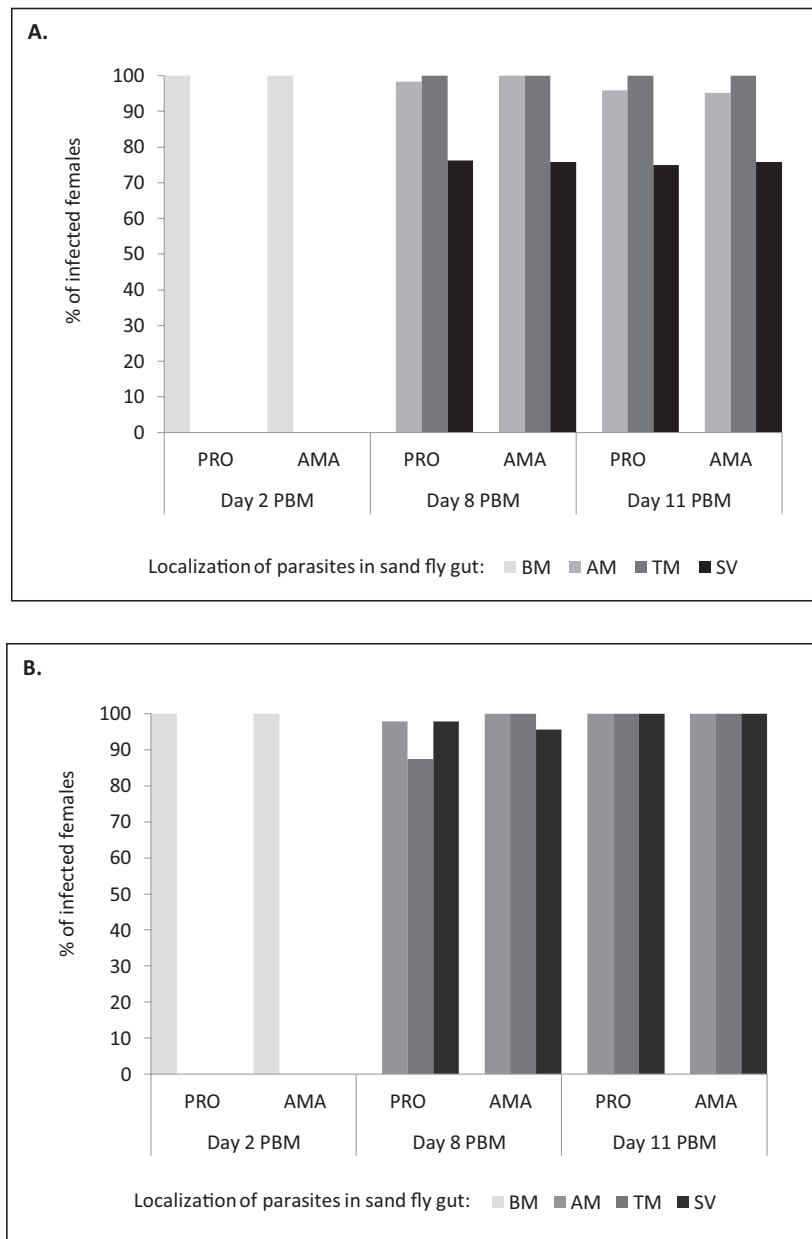 A.
% of infected females
100
90
80
70
60
50
40
30
20
10
0
PRO AMA PRO AMA PRO AMA
Day 2 PBM Day 8 PBM Day 11 PBM
Localization of parasites in sand fly gut: BM AM TM SV
B.
% of infected females
100
90
80
70
60
50
40
30
20
10
0
PRO AMA PRO AMA PRO AMA
Day 2 PBM Day 8 PBM Day 11 PBM
Localization of parasites in sand fly gut: BM AM TM SV